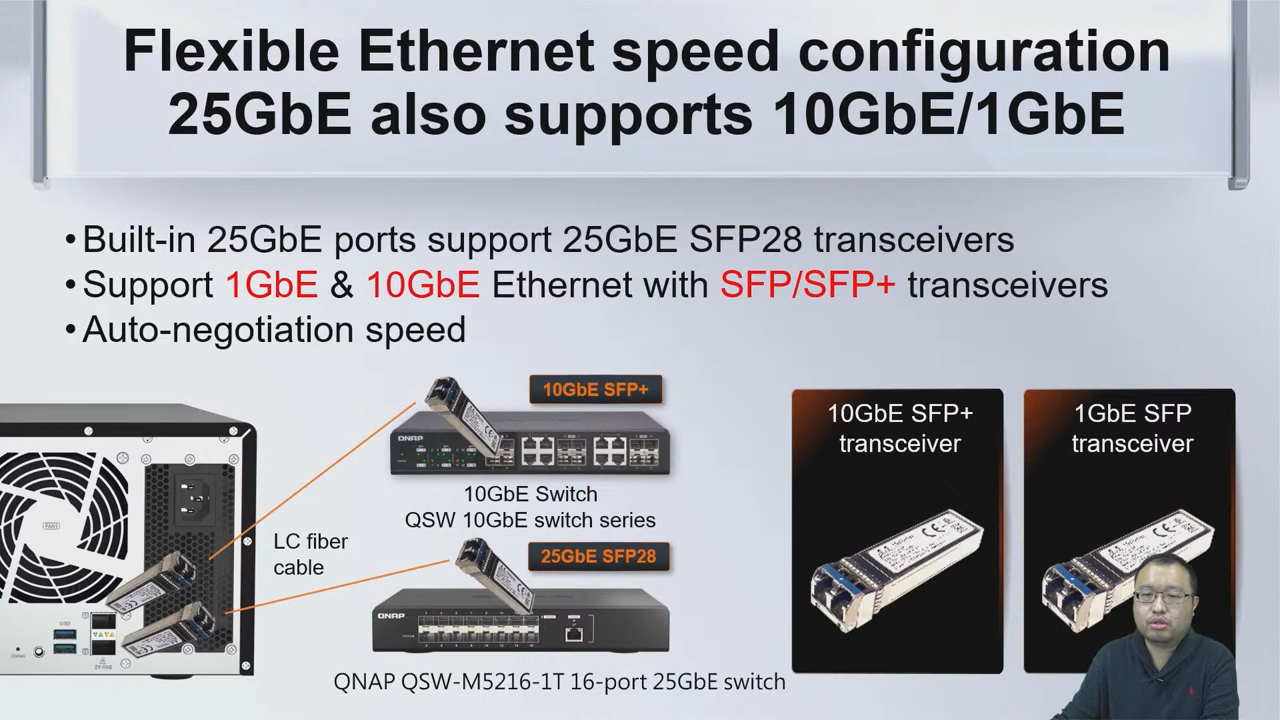 Flexible Ethernet speed configuration
25GbE also supports 10GbE/1GbE
•Built-in 25GbE ports support 25GbE SFP28 transceivers
•Support 1GbE & 10GbE Ethernet with SFP/SFP+ transceivers
•Auto-negotiation speed
10GbE SFP+
QNAP
10GbE Switch
QSW 10GbE switch series
LC fiber
cable
25GbE SFP28
QNAP
QNAP QSW-M5216-1T 16-port 25GbE switch
10GbE SFP+
transceiver
1GbE SFP
transceiver